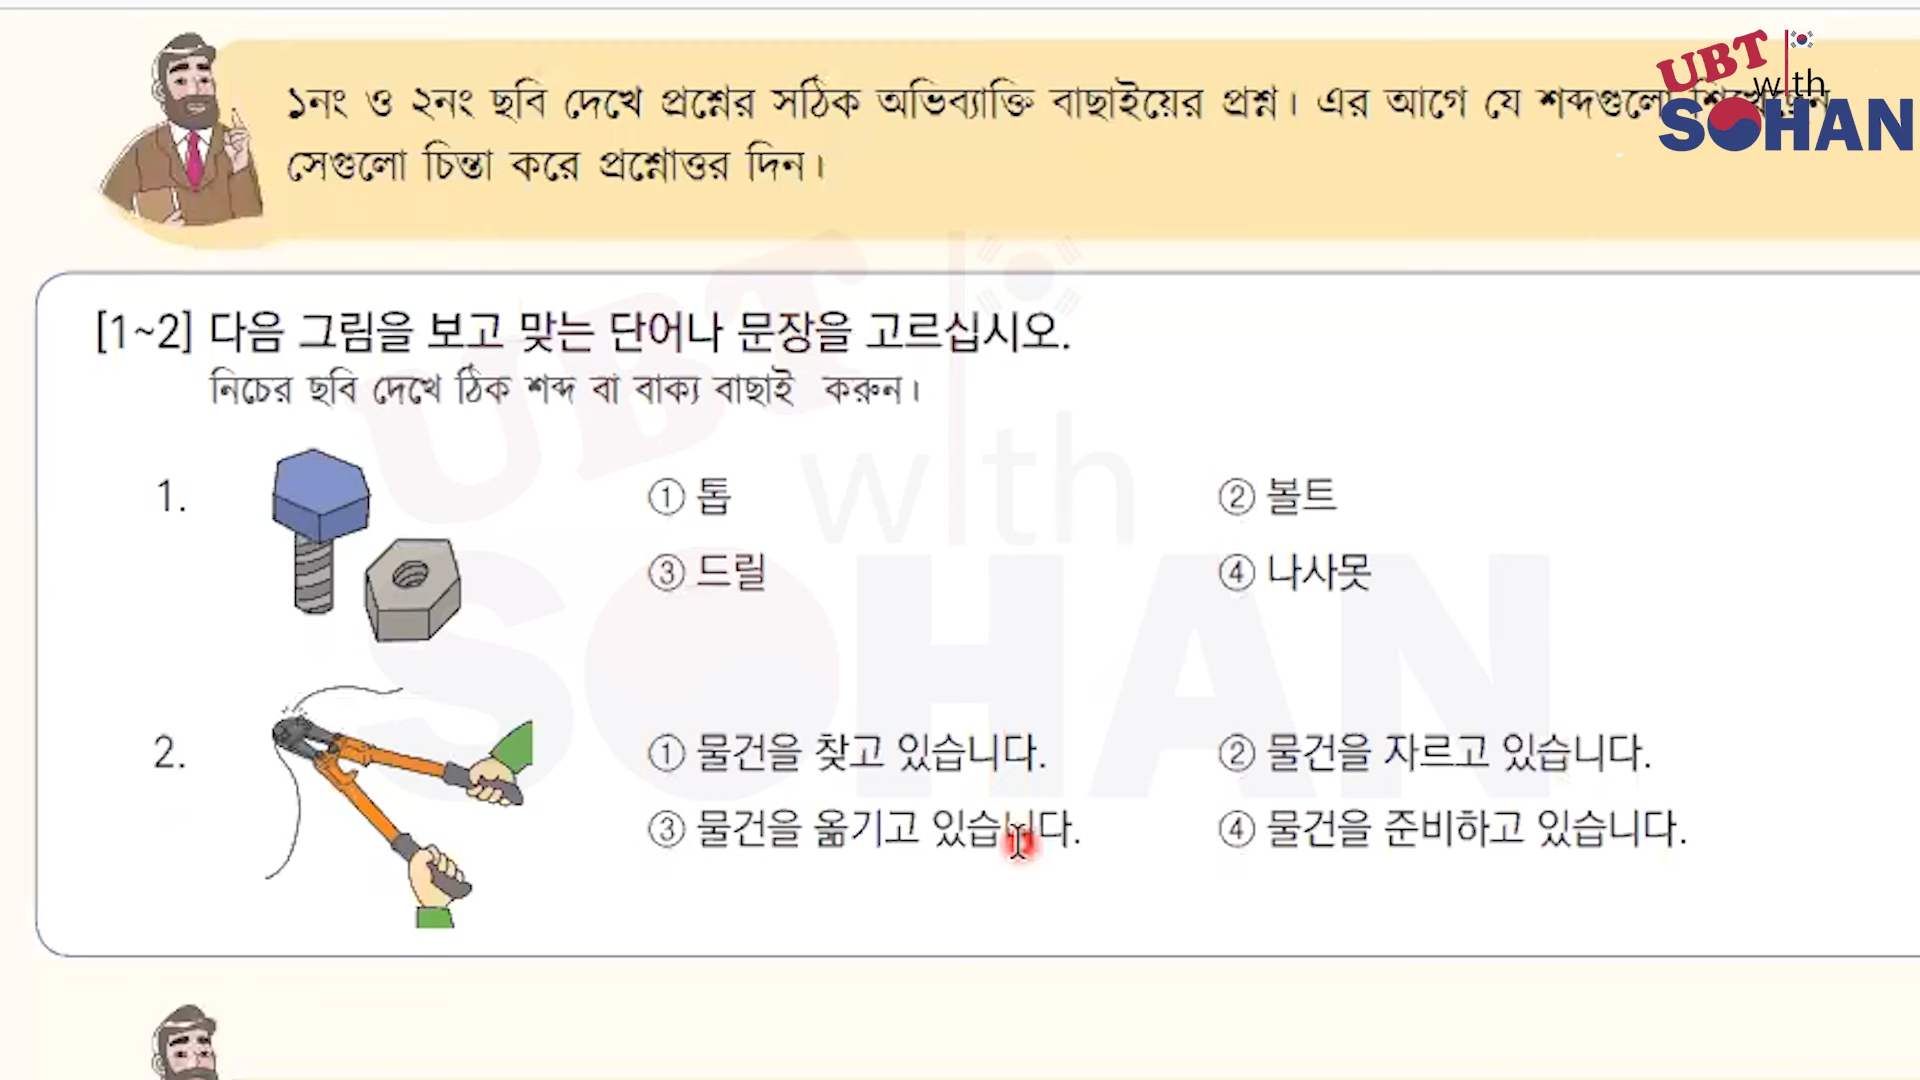 ১নং ও ২নং ছবি দেখে প্রশ্নের সঠিক অভিব্যাক্তি বাছাইয়ের প্রশ্ন। এর আগে যে শব্দগুলো
সেগুলো চিন্তা করে প্রশ্নোত্তর দিন।
UBT
with
SOHAN
[1~2] 다음 그림을 보고 맞는 단어나 문장을 고르십시오.
নিচের ছবি দেখে ঠিক শব্দ বা বাক্য বাছাই করুন।
1. ① 톱 ② 볼트
③ 드릴 ④ 나사못
2. ① 물건을 찾고 있습니다. ② 물건을 자르고 있습니다.
③ 물건을 옮기고 있습니다. ④ 물건을 준비하고 있습니다.
UBT
with
SOHAN